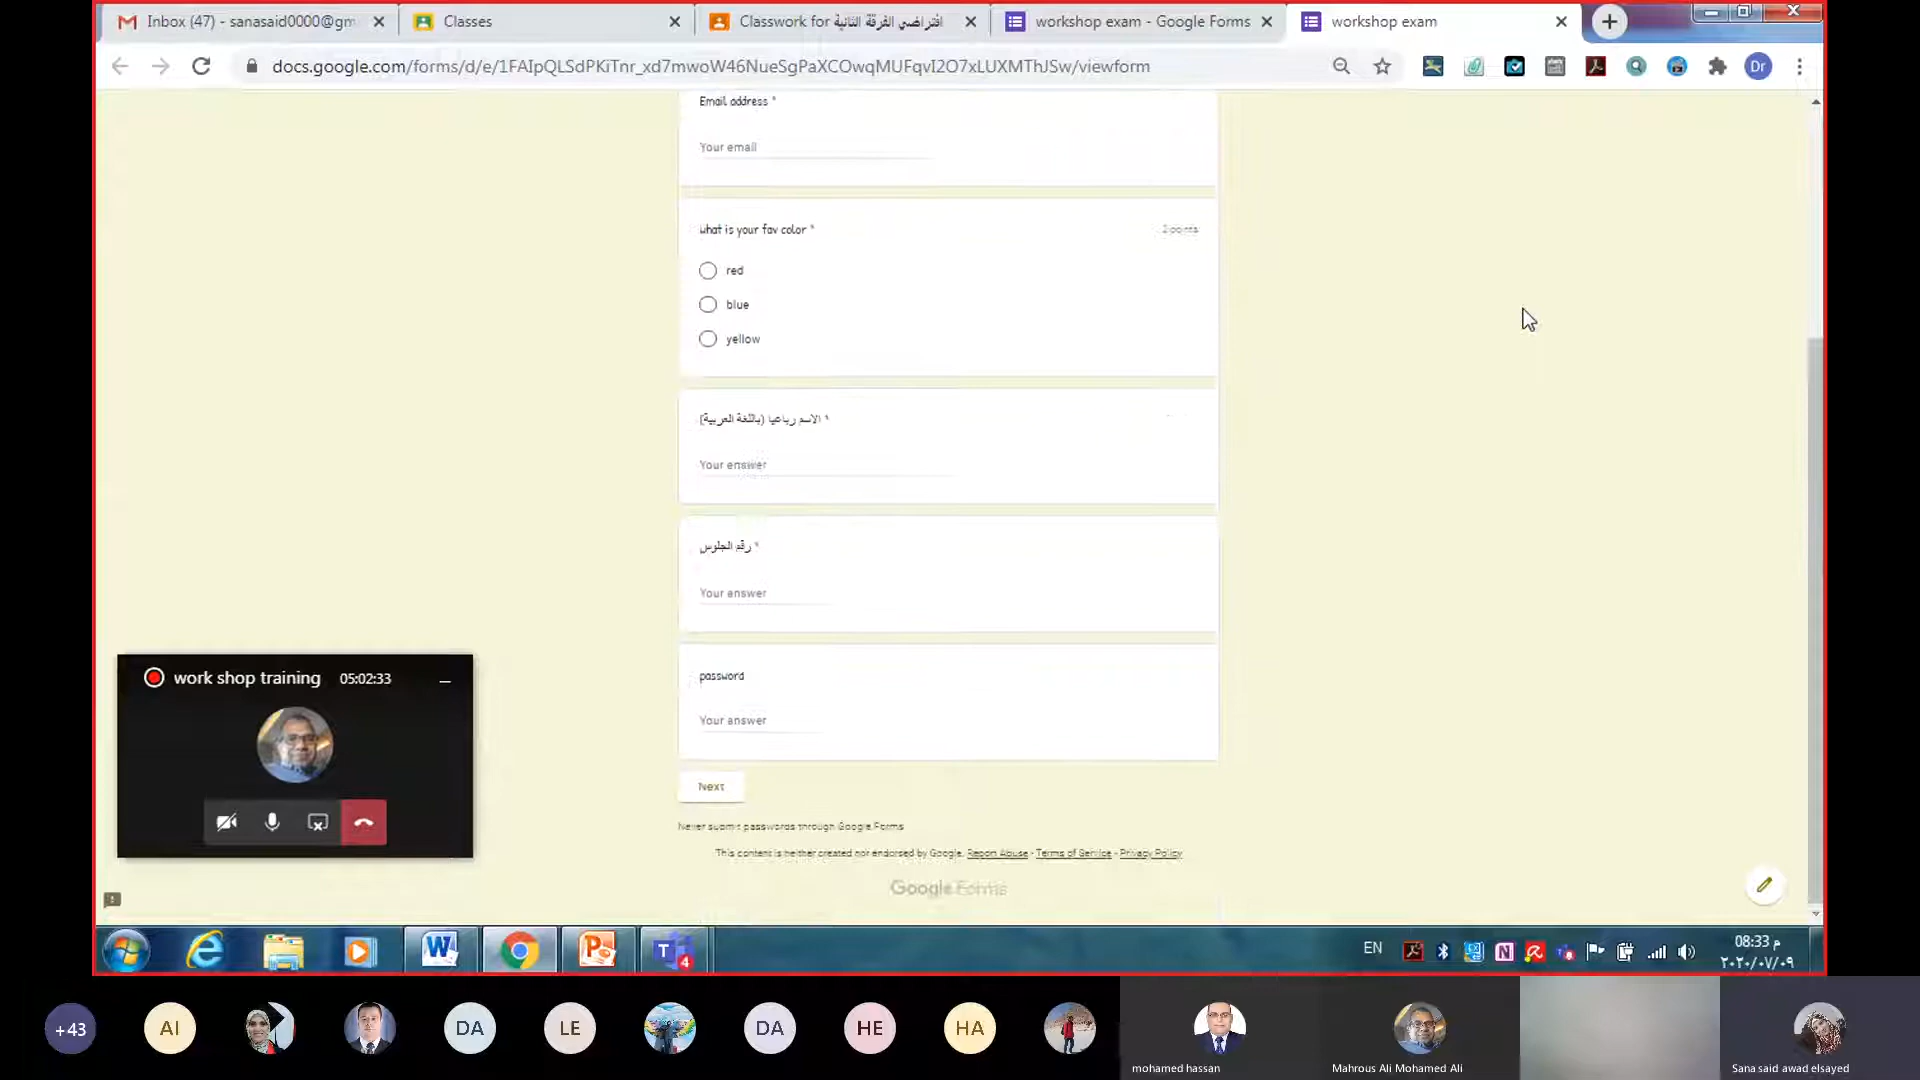 Inbox (47) - sanasaid0000@gm
Classes
Classwork for افتراضي الفرقة الثانية
workshop exam - Google Forms
workshop exam
docs.google.com/forms/d/e/1FAIpQLSdPKiTnr_xd7mwoW46NueSgPaXCOwqMUFqvI2O7xLUXMThJSw/viewform
Dr
Email address *
Your email
what is your fav color *
2 points
red
blue
yellow
الاسم رباعيا (باللغة العربية) *
Your answer
رقم الجلوس *
Your answer
password
Your answer
Next
Never submit passwords through Google Forms
This content is neither created nor endorsed by Google. Report Abuse - Terms of Service - Privacy Policy
Google Forms
work shop training 05:02:33
EN
08:33 م
٢٠٢٠/٠٧/٠٩
+43
AI
DA
LE
DA
HE
HA
mohamed hassan
Mahrous Ali Mohamed Ali
Sana said awad elsayed